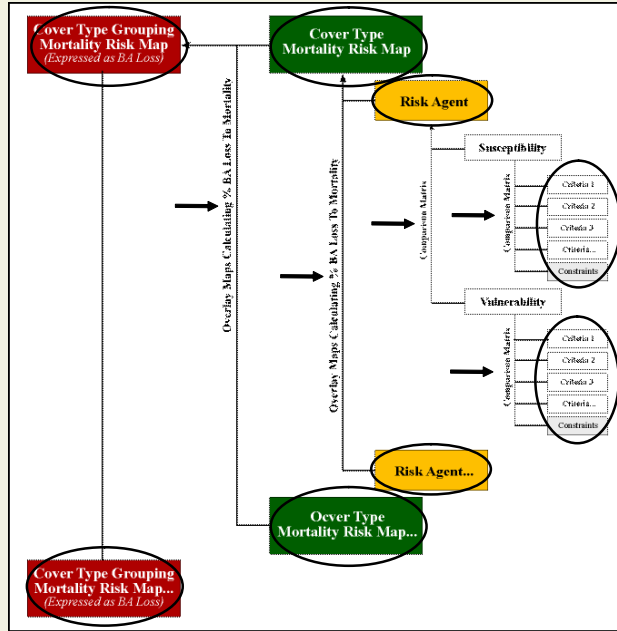 Cover Type Grouping
Mortality Risk Map
(Expressed as BA Loss)
Cover Type
Mortality Risk Map
Risk Agent
Susceptibility
Criteria 1
Criteria 2
Criteria 3
Criteria...
Constraints
Comparison Matrix
Overlay Maps Calculating % BA Loss To Mortality
Overlay Maps Calculating % BA Loss To Mortality
Comparison Matrix
Vulnerability
Criteria 1
Criteria 2
Criteria 3
Criteria...
Constraints
Comparison Matrix
Risk Agent...
Ocver Type
Mortality Risk Map...
Cover Type Grouping
Mortality Risk Map...
(Expressed as BA Loss)